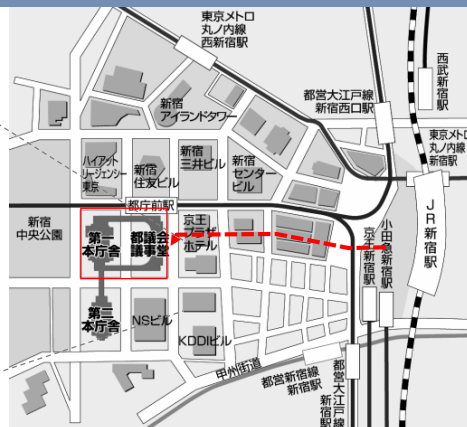 東京メトロ
丸ノ内線
西新宿駅
都営大江戸線
新宿西口駅
西武新宿駅
新宿
アイランドタワー
東京メトロ
丸ノ内線
新宿駅
ハイアット
リージェンシー
東京
新宿
住友ビル
新宿
三井ビル
新宿
センター
ビル
JR新宿駅
都庁前駅
新宿
中央公園
第一
本庁舎
都議会
議事堂
京王
プラザ
ホテル
小田急新宿駅
京王新宿駅
第二
本庁舎
NSビル
KDDIビル
甲州街道
都営新宿線
新宿駅
都営大江戸線
新宿駅